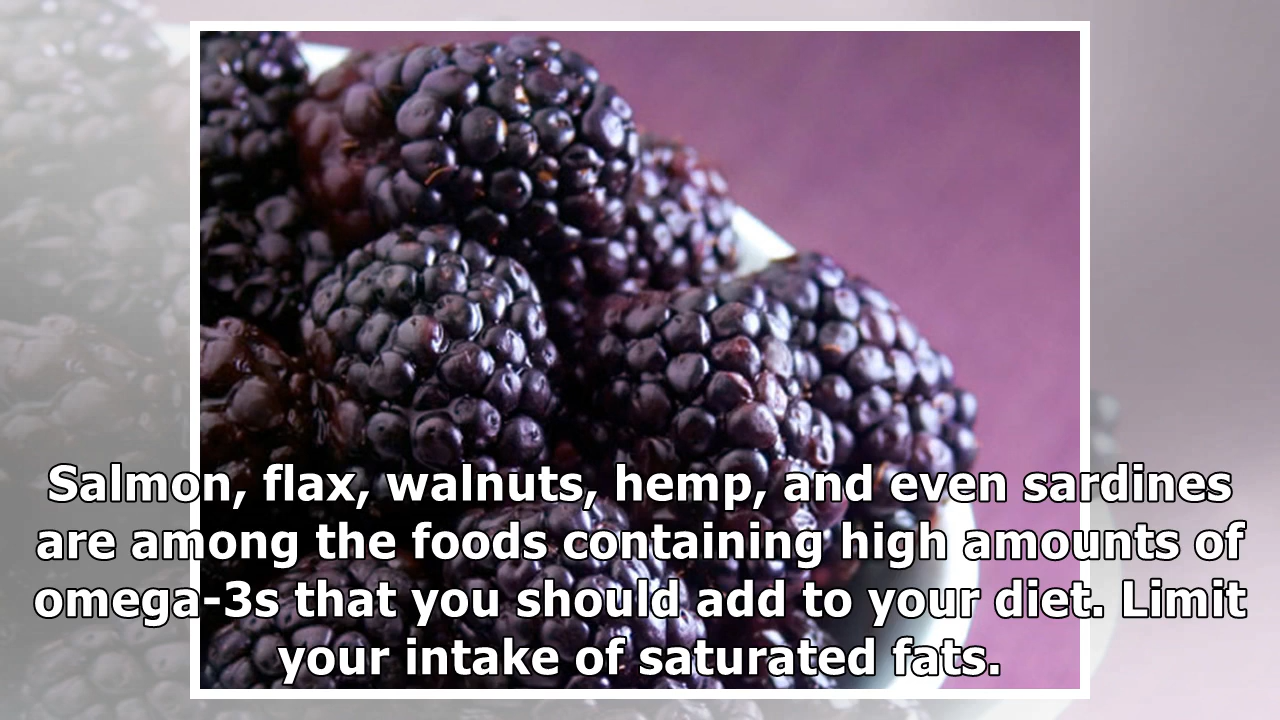 Salmon, flax, walnuts, hemp, and even sardines
are among the foods containing high amounts of
omega-3s that you should add to your diet. Limit
your intake of saturated fats.